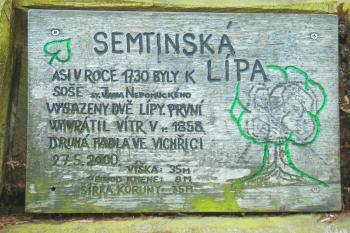 SEMTINSKÁ
LÍPA
ASI V ROCE 1730 BYLY K
SOŠE SV. JANA NEPOMUCKÉHO
VYSAZENY DVĚ LÍPY. PRVNÍ
VYVRÁTIL VÍTR V r. 1858
DRUHÁ PADLA VE VICHŘICI
27.5.2000.
VÝŠKA: 35M
OBVOD KMENE: 8M
ŠÍŘKA KORUNY: 35M